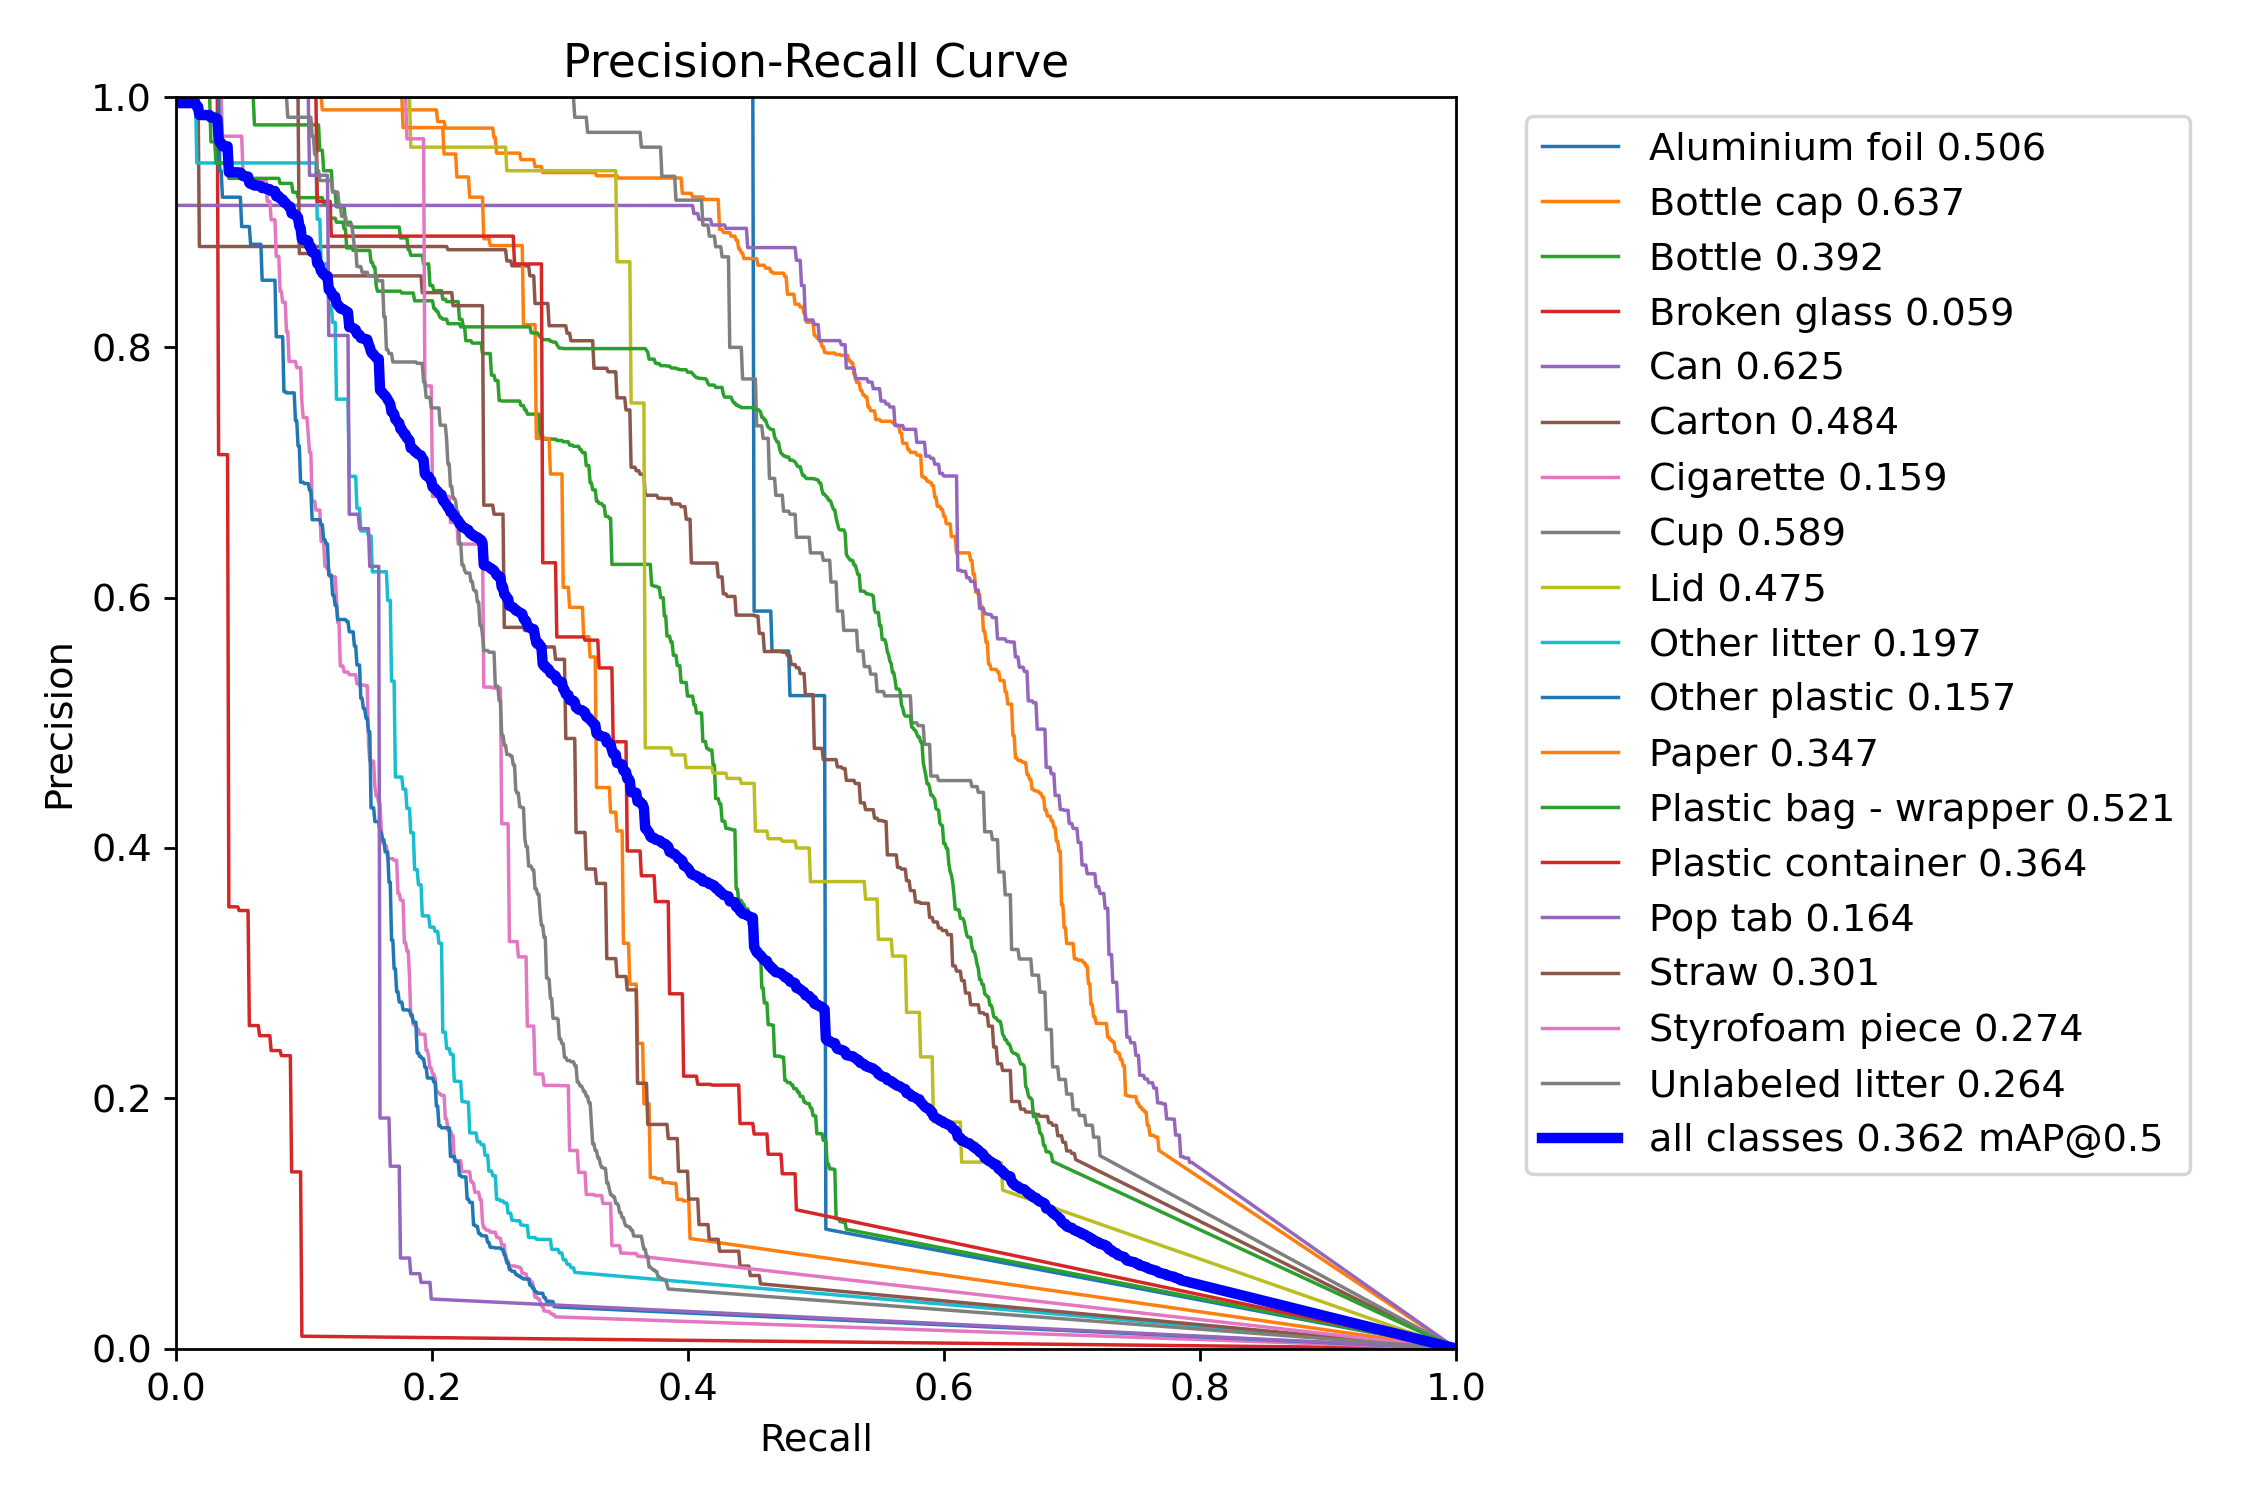 Precision-Recall Curve
1.0
0.8
0.6
0.4
0.2
0.0
Precision
0.0 0.2 0.4 0.6 0.8 1.0
Recall
Aluminium foil 0.506
Bottle cap 0.637
Bottle 0.392
Broken glass 0.059
Can 0.625
Carton 0.484
Cigarette 0.159
Cup 0.589
Lid 0.475
Other litter 0.197
Other plastic 0.157
Paper 0.347
Plastic bag - wrapper 0.521
Plastic container 0.364
Pop tab 0.164
Straw 0.301
Styrofoam piece 0.274
Unlabeled litter 0.264
all classes 0.362 mAP@0.5